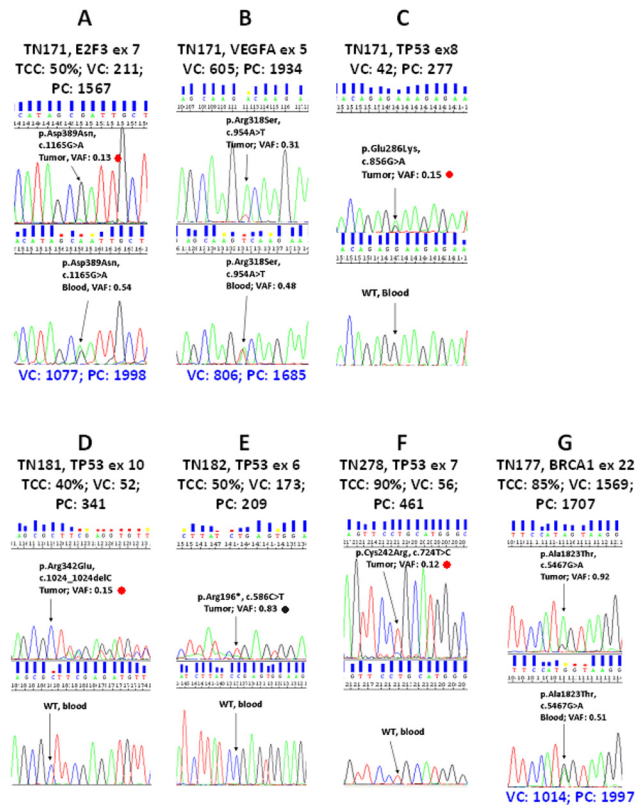 A
TN171, E2F3 ex 7
TCC: 50%; VC: 211;
PC: 1567
C A T A G C G A T T G C T
p.Asp389Asn,
c.1165G>A
Tumor, VAF: 0.13
A C A T A G C A A T T G C T
p.Asp389Asn,
c.1165G>A
Blood, VAF: 0.54
VC: 1077; PC: 1998
B
TN171, VEGFA ex 5
VC: 605; PC: 1934
p.Arg318Ser,
c.954A>T
Tumor; VAF: 0.31
p.Arg318Ser,
c.954A>T
Blood; VAF: 0.48
VC: 806; PC: 1685
C
TN171, TP53 ex8
VC: 42; PC: 277
p.Glu286Lys,
c.856G>A
Tumor; VAF: 0.15
WT, Blood
D
TN181, TP53 ex 10
TCC: 40%; VC: 52;
PC: 341
p.Arg342Glu,
c.1024_1024delC
Tumor; VAF: 0.15
A G C G C T T C G A G A T G T T
WT, blood
E
TN182, TP53 ex 6
TCC: 50%; VC: 173;
PC: 209
p.Arg196*, c.586C>T
Tumor; VAF: 0.83
WT, blood
F
TN278, TP53 ex 7
TCC: 90%; VC: 56;
PC: 461
A G T T C C T G C A T G G G C
p.Cys242Arg, c.724T>C
Tumor; VAF: 0.12
G T T C C T G C A T G G G
WT, blood
G
TN177, BRCA1 ex 22
TCC: 85%; VC: 1569;
PC: 1707
p.Ala1823Thr,
c.5467G>A
Tumor; VAF: 0.92
p.Ala1823Thr,
c.5467G>A
Blood; VAF: 0.51
VC: 1014; PC: 1997